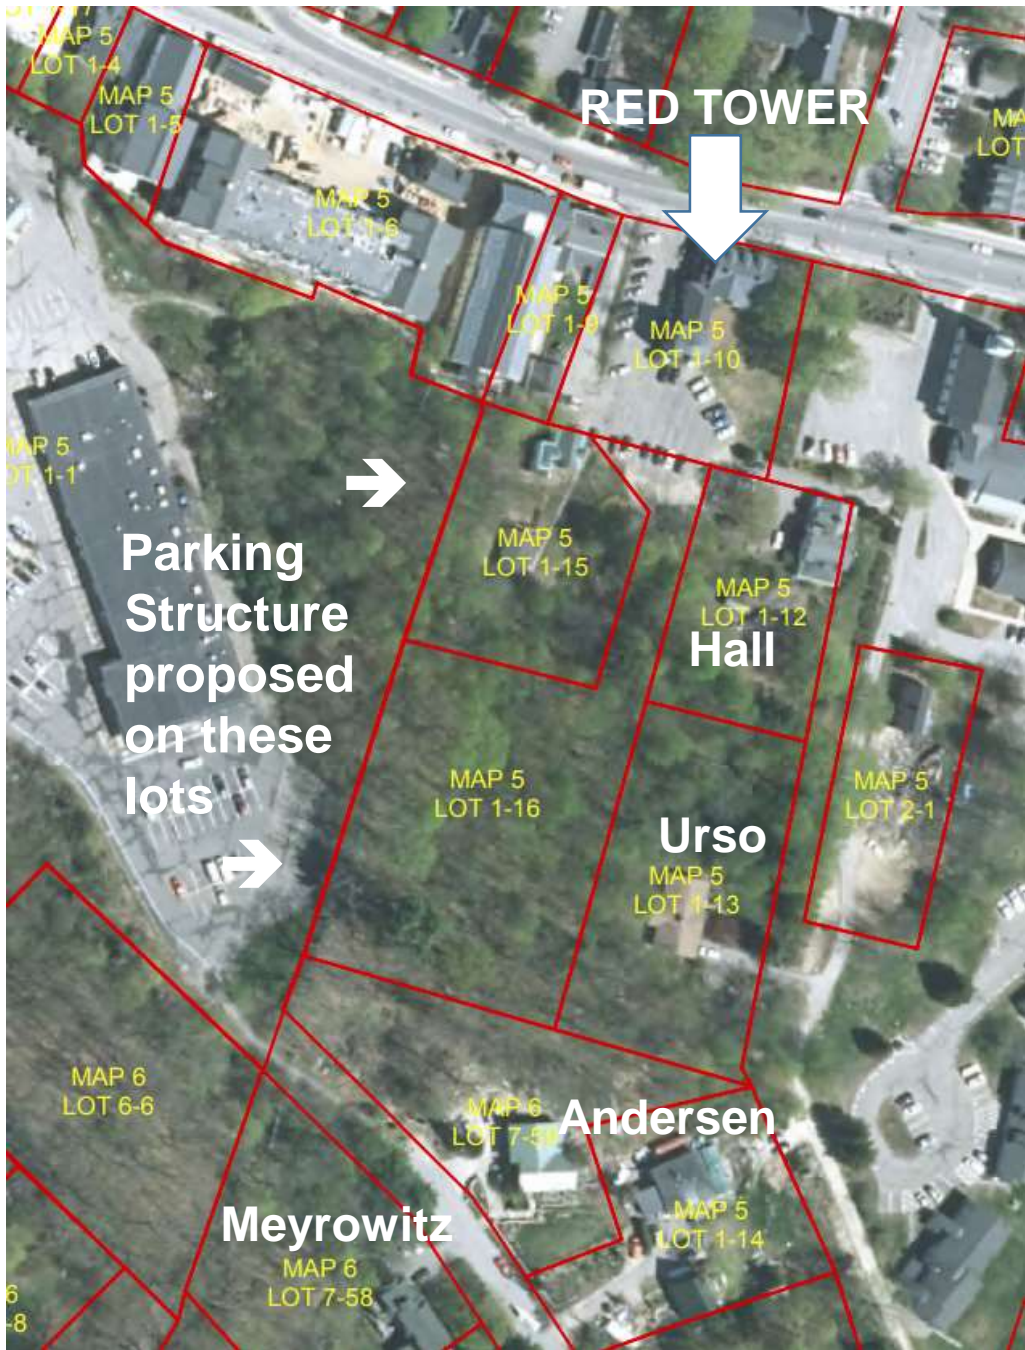 MAP 5
LOT 1-4
MAP 5
LOT 1-5
RED TOWER
MAP 5
LOT 1-6
MAP 5
LOT 1-9
MAP 5
LOT 1-10
MAP 5
LOT 1-1
Parking
Structure
proposed
on these
lots
MAP 5
LOT 1-15
MAP 5
LOT 1-12
Hall
MAP 5
LOT 1-16
MAP 5
LOT 2-1
Urso
MAP 5
LOT 1-13
MAP 6
LOT 6-6
MAP 6
LOT 7-59
Andersen
Meyrowitz
MAP 5
LOT 1-14
MAP 6
LOT 7-58
6
-8